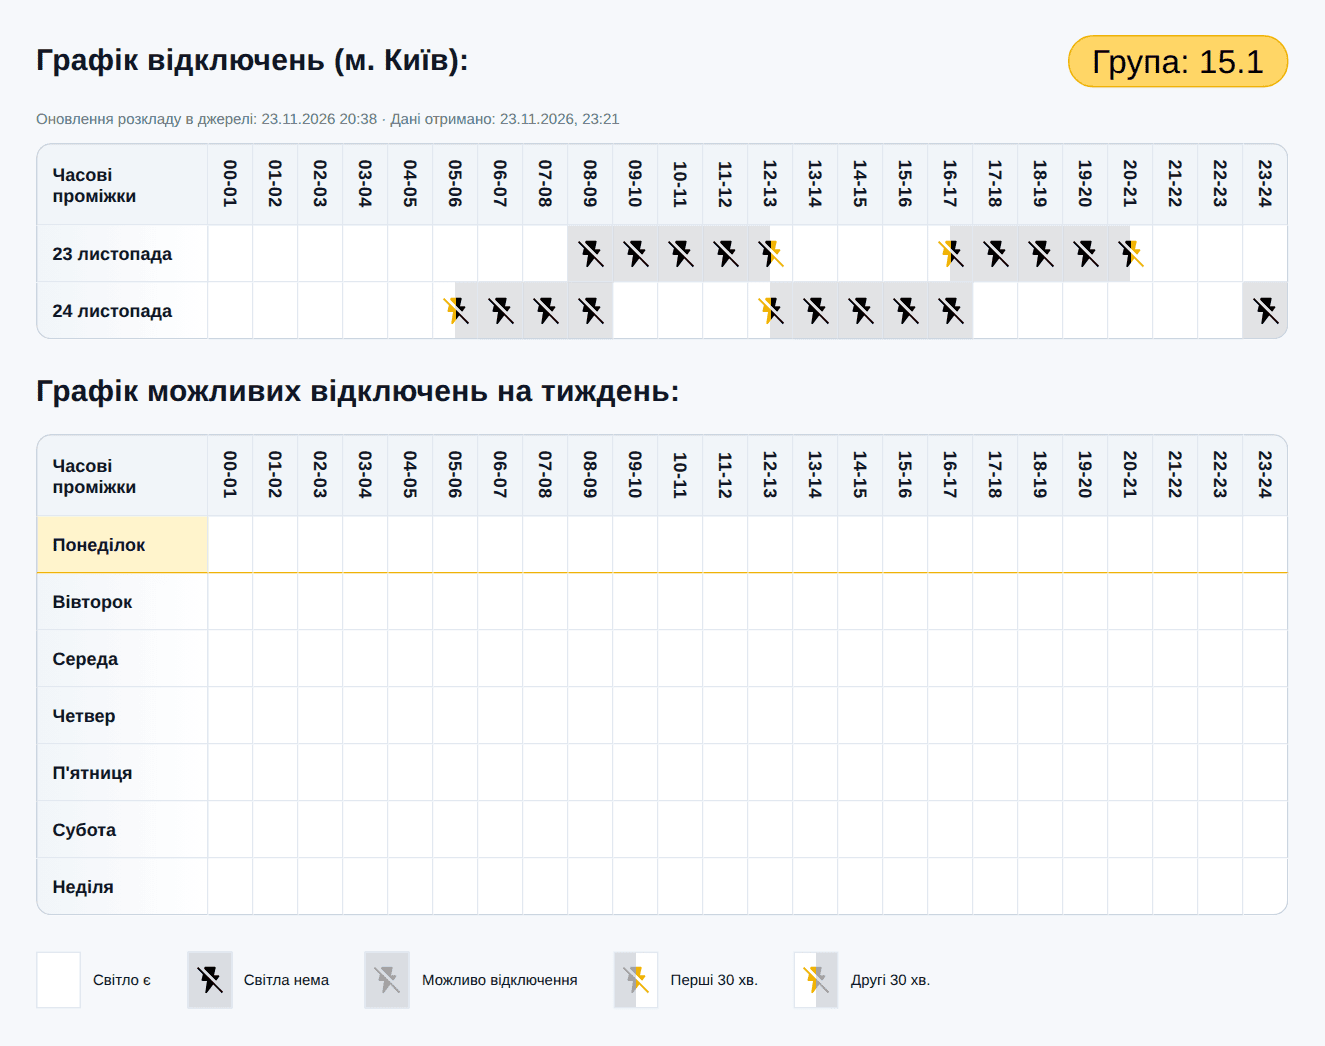 Графік відключень (м. Київ):
Група: 15.1
Оновлення розкладу в джерелі: 23.11.2026 20:38 · Дані отримано: 23.11.2026, 23:21
Часові
проміжки
00-01 01-02 02-03 03-04 04-05 05-06 06-07 07-08 08-09 09-10 10-11 11-12 12-13 13-14 14-15 15-16 16-17 17-18 18-19 19-20 20-21 21-22 22-23 23-24
23 листопада
24 листопада
Графік можливих відключень на тиждень:
Часові
проміжки
00-01 01-02 02-03 03-04 04-05 05-06 06-07 07-08 08-09 09-10 10-11 11-12 12-13 13-14 14-15 15-16 16-17 17-18 18-19 19-20 20-21 21-22 22-23 23-24
Понеділок
Вівторок
Середа
Четвер
П'ятниця
Субота
Неділя
Світло є Світла нема Можливо відключення Перші 30 хв. Другі 30 хв.